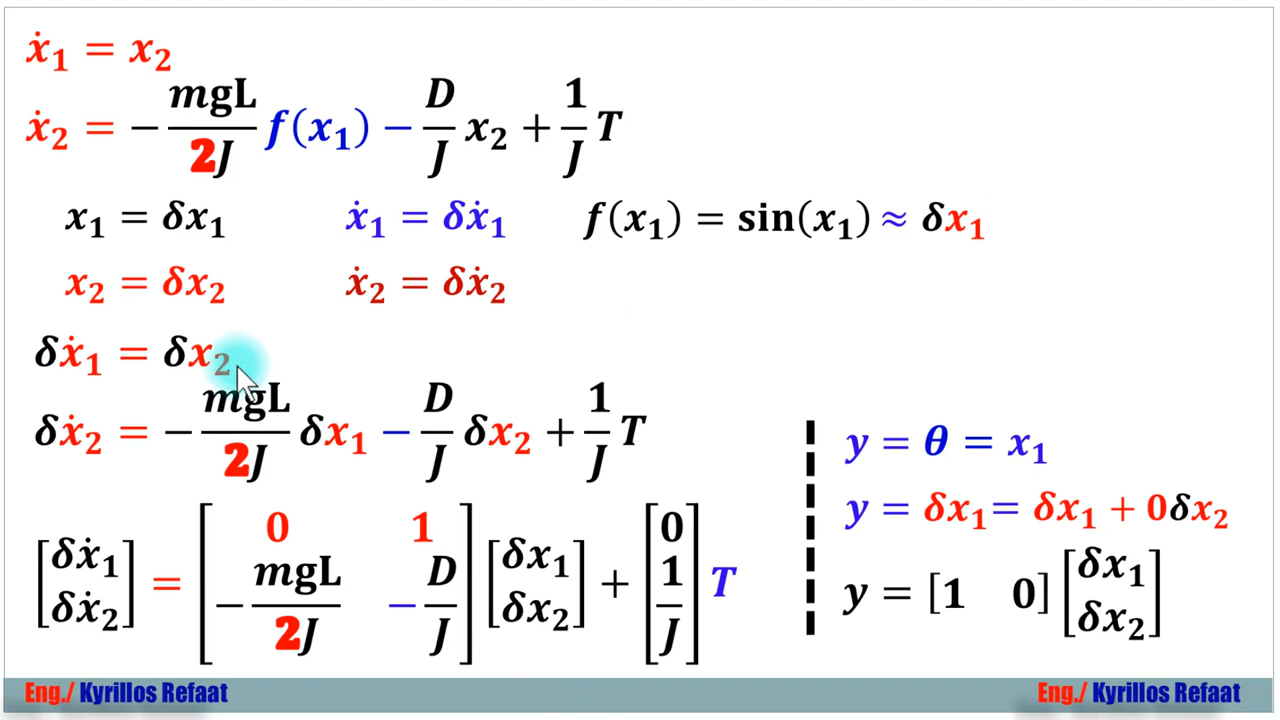 ẋ₁ = x₂
ẋ₂ = −(mgL/2J) f(x₁) − (D/J) x₂ + (1/J) T
x₁ = δx₁    ẋ₁ = δẋ₁    f(x₁) = sin(x₁) ≈ δx₁
x₂ = δx₂    ẋ₂ = δẋ₂
δẋ₁ = δx₂
δẋ₂ = −(mgL/2J) δx₁ − (D/J) δx₂ + (1/J) T
[δẋ₁; δẋ₂] = [0 1; −mgL/2J −D/J] [δx₁; δx₂] + [0; 1/J] T
y = θ = x₁
y = δx₁ = δx₁ + 0δx₂
y = [1 0] [δx₁; δx₂]
Eng./ Kyrillos Refaat
Eng./ Kyrillos Refaat